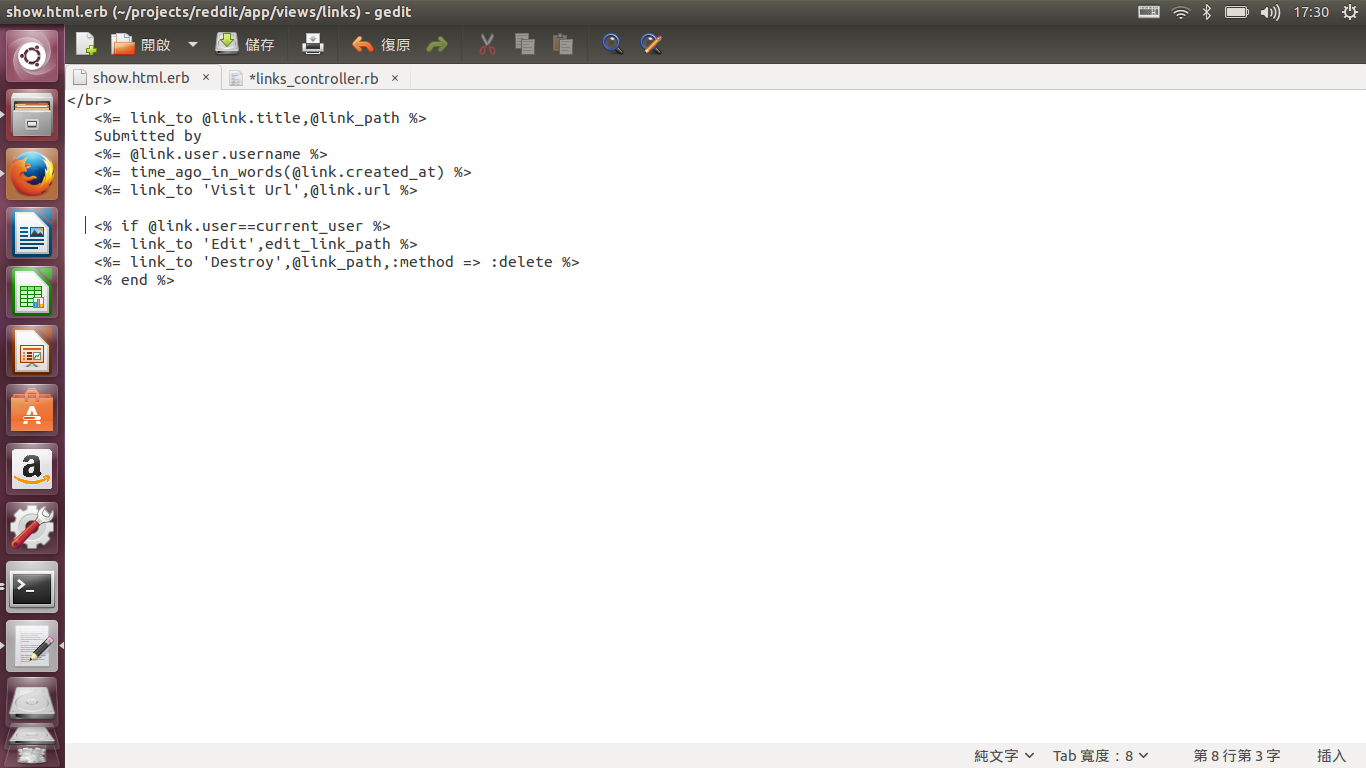 show.html.erb (~/projects/reddit/app/views/links) - gedit
17:30
開啟 儲存 復原
show.html.erb × *links_controller.rb ×
</br>
<%= link_to @link.title,@link_path %>
Submitted by
<%= @link.user.username %>
<%= time_ago_in_words(@link.created_at) %>
<%= link_to 'Visit Url',@link.url %>
<% if @link.user==current_user %>
<%= link_to 'Edit',edit_link_path %>
<%= link_to 'Destroy',@link_path,:method => :delete %>
<% end %>
純文字 Tab 寬度：8 第 8 行第 3 字 插入